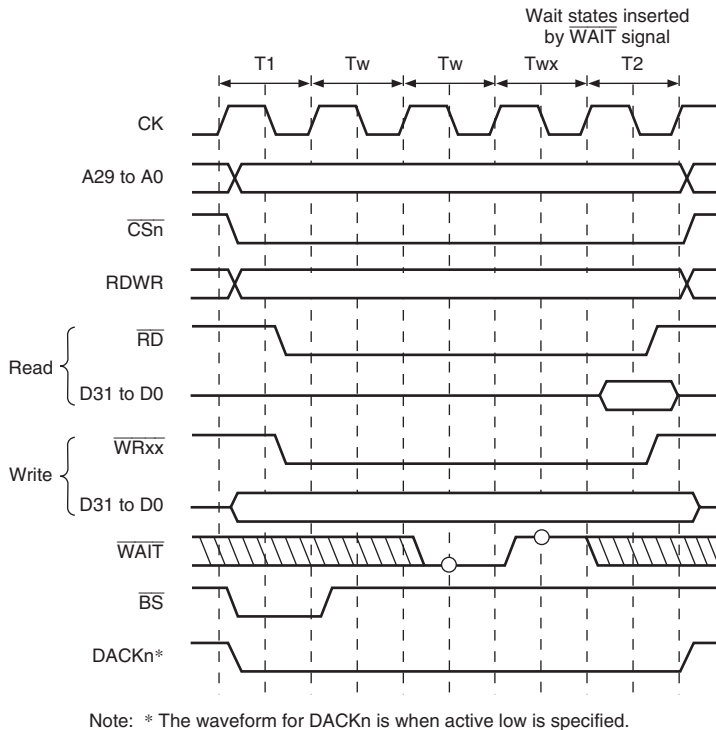 Wait states inserted
by WAIT signal
T1 Tw Tw Twx T2
CK
A29 to A0
CSn
RDWR
Read
RD
D31 to D0
Write
WRxx
D31 to D0
WAIT
BS
DACKn*
Note: * The waveform for DACKn is when active low is specified.